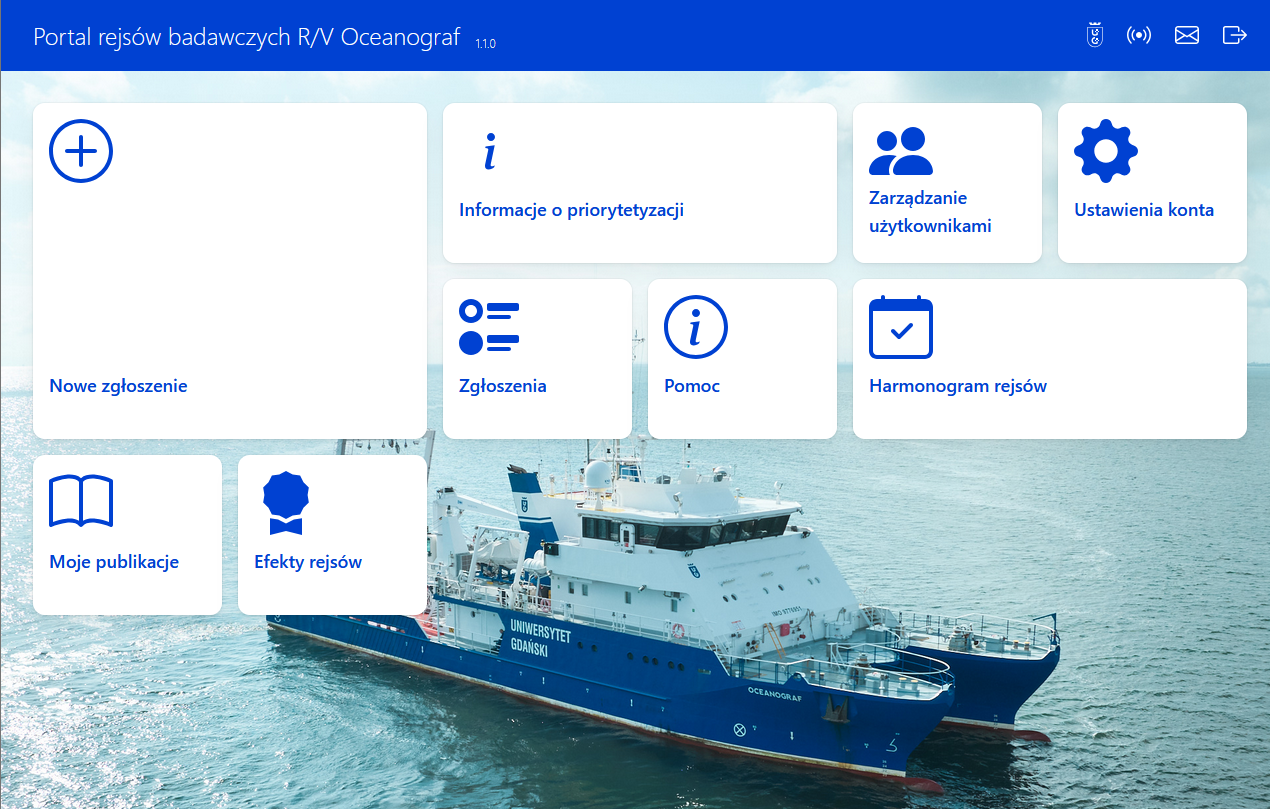 Portal rejsów badawczych R/V Oceanograf 1.1.0
Informacje o priorytetyzacji
Zarządzanie
użytkownikami
Ustawienia konta
Nowe zgłoszenie
Zgłoszenia
Pomoc
Harmonogram rejsów
Moje publikacje
Efekty rejsów
UNIWERSYTET
GDAŃSKI
OCEANOGRAF